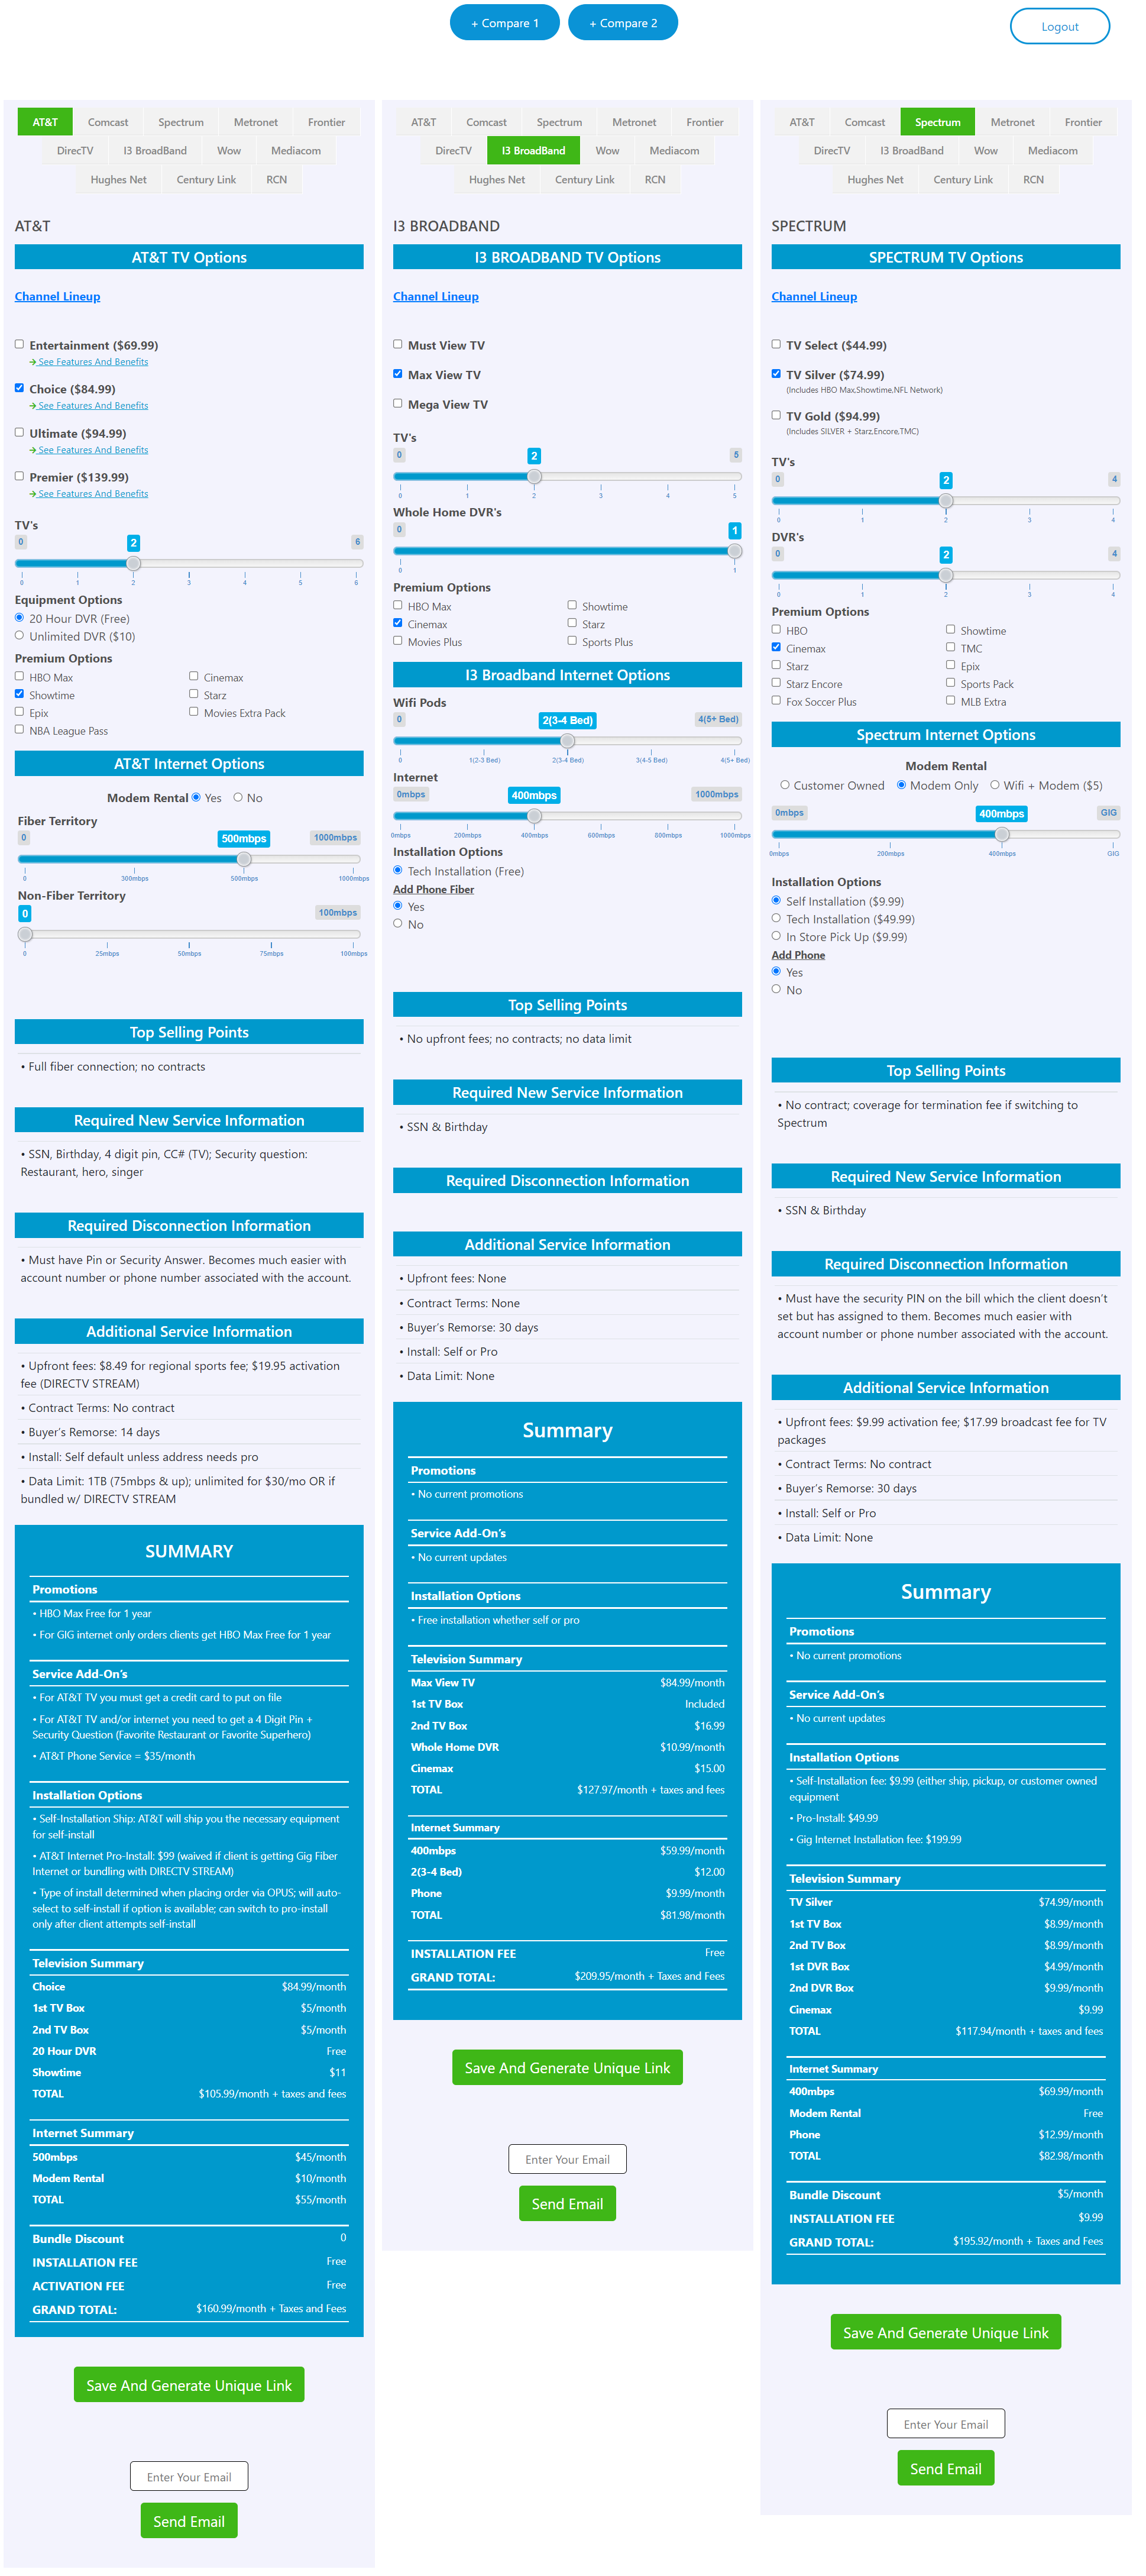 + Compare 1
+ Compare 2
Logout
AT&T
Comcast
Spectrum
Metronet
Frontier
DirecTV
I3 BroadBand
Wow
Mediacom
Hughes Net
Century Link
RCN
AT&T
AT&T TV Options
Channel Lineup
Entertainment ($69.99)
See Features And Benefits
Choice ($84.99)
See Features And Benefits
Ultimate ($94.99)
See Features And Benefits
Premier ($139.99)
See Features And Benefits
TV's
0 2 6
0 1 2 3 4 5 6
Equipment Options
20 Hour DVR (Free)
Unlimited DVR ($10)
Premium Options
HBO Max Cinemax
Showtime Starz
Epix Movies Extra Pack
NBA League Pass
AT&T Internet Options
Modem Rental Yes No
Fiber Territory
0 500mbps 1000mbps
0 300mbps 500mbps 1000mbps
Non-Fiber Territory
0 100mbps
0 25mbps 50mbps 75mbps 100mbps
Top Selling Points
• Full fiber connection; no contracts
Required New Service Information
• SSN, Birthday, 4 digit pin, CC# (TV); Security question:
Restaurant, hero, singer
Required Disconnection Information
• Must have Pin or Security Answer. Becomes much easier with
account number or phone number associated with the account.
Additional Service Information
• Upfront fees: $8.49 for regional sports fee; $19.95 activation
fee (DIRECTV STREAM)
• Contract Terms: No contract
• Buyer's Remorse: 14 days
• Install: Self default unless address needs pro
• Data Limit: 1TB (75mbps & up); unlimited for $30/mo OR if
bundled w/ DIRECTV STREAM
SUMMARY
Promotions
• HBO Max Free for 1 year
• For GIG internet only orders clients get HBO Max Free for 1 year
Service Add-On's
• For AT&T TV you must get a credit card to put on file
• For AT&T TV and/or internet you need to get a 4 Digit Pin +
Security Question (Favorite Restaurant or Favorite Superhero)
• AT&T Phone Service = $35/month
Installation Options
• Self-Installation Ship: AT&T will ship you the necessary equipment
for self-install
• AT&T Internet Pro-Install: $99 (waived if client is getting Gig Fiber
Internet or bundling with DIRECTV STREAM)
• Type of install determined when placing order via OPUS; will auto-
select to self-install if option is available; can switch to pro-install
only after client attempts self-install
Television Summary
Choice $84.99/month
1st TV Box $5/month
2nd TV Box $5/month
20 Hour DVR Free
Showtime $11
TOTAL $105.99/month + taxes and fees
Internet Summary
500mbps $45/month
Modem Rental $10/month
TOTAL $55/month
Bundle Discount 0
INSTALLATION FEE Free
ACTIVATION FEE Free
GRAND TOTAL: $160.99/month + Taxes and Fees
Save And Generate Unique Link
Enter Your Email
Send Email
AT&T
Comcast
Spectrum
Metronet
Frontier
DirecTV
I3 BroadBand
Wow
Mediacom
Hughes Net
Century Link
RCN
I3 BROADBAND
I3 BROADBAND TV Options
Channel Lineup
Must View TV
Max View TV
Mega View TV
TV's
0 2 5
0 1 2 3 4 5
Whole Home DVR's
0 1
0 1
Premium Options
HBO Max Showtime
Cinemax Starz
Movies Plus Sports Plus
I3 Broadband Internet Options
Wifi Pods
0 2(3-4 Bed) 4(5+ Bed)
0 1(2-3 Bed) 2(3-4 Bed) 3(4-5 Bed) 4(5+ Bed)
Internet
0mbps 400mbps 1000mbps
0mbps 200mbps 400mbps 600mbps 800mbps 1000mbps
Installation Options
Tech Installation (Free)
Add Phone Fiber
Yes
No
Top Selling Points
• No upfront fees; no contracts; no data limit
Required New Service Information
• SSN & Birthday
Required Disconnection Information
Additional Service Information
• Upfront fees: None
• Contract Terms: None
• Buyer's Remorse: 30 days
• Install: Self or Pro
• Data Limit: None
Summary
Promotions
• No current promotions
Service Add-On's
• No current updates
Installation Options
• Free installation whether self or pro
Television Summary
Max View TV $84.99/month
1st TV Box Included
2nd TV Box $16.99
Whole Home DVR $10.99/month
Cinemax $15.00
TOTAL $127.97/month + taxes and fees
Internet Summary
400mbps $59.99/month
2(3-4 Bed) $12.00
Phone $9.99/month
TOTAL $81.98/month
INSTALLATION FEE Free
GRAND TOTAL: $209.95/month + Taxes and Fees
Save And Generate Unique Link
Enter Your Email
Send Email
AT&T
Comcast
Spectrum
Metronet
Frontier
DirecTV
I3 BroadBand
Wow
Mediacom
Hughes Net
Century Link
RCN
SPECTRUM
SPECTRUM TV Options
Channel Lineup
TV Select ($44.99)
TV Silver ($74.99)
(Includes HBO Max,Showtime,NFL Network)
TV Gold ($94.99)
(Includes SILVER + Starz,Encore,TMC)
TV's
0 2 4
0 1 2 3 4
DVR's
0 2 4
0 1 2 3 4
Premium Options
HBO Showtime
Cinemax TMC
Starz Epix
Starz Encore Sports Pack
Fox Soccer Plus MLB Extra
Spectrum Internet Options
Modem Rental
Customer Owned Modem Only Wifi + Modem ($5)
0mbps 400mbps GIG
0mbps 200mbps 400mbps GIG
Installation Options
Self Installation ($9.99)
Tech Installation ($49.99)
In Store Pick Up ($9.99)
Add Phone
Yes
No
Top Selling Points
• No contract; coverage for termination fee if switching to
Spectrum
Required New Service Information
• SSN & Birthday
Required Disconnection Information
• Must have the security PIN on the bill which the client doesn't
set but has assigned to them. Becomes much easier with
account number or phone number associated with the account.
Additional Service Information
• Upfront fees: $9.99 activation fee; $17.99 broadcast fee for TV
packages
• Contract Terms: No contract
• Buyer's Remorse: 30 days
• Install: Self or Pro
• Data Limit: None
Summary
Promotions
• No current promotions
Service Add-On's
• No current updates
Installation Options
• Self-Installation fee: $9.99 (either ship, pickup, or customer owned
equipment
• Pro-Install: $49.99
• Gig Internet Installation fee: $199.99
Television Summary
TV Silver $74.99/month
1st TV Box $8.99/month
2nd TV Box $8.99/month
1st DVR Box $4.99/month
2nd DVR Box $9.99/month
Cinemax $9.99
TOTAL $117.94/month + taxes and fees
Internet Summary
400mbps $69.99/month
Modem Rental Free
Phone $12.99/month
TOTAL $82.98/month
Bundle Discount $5/month
INSTALLATION FEE $9.99
GRAND TOTAL: $195.92/month + Taxes and Fees
Save And Generate Unique Link
Enter Your Email
Send Email